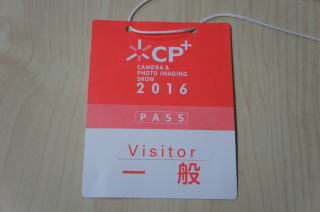 CP+
CAMERA &
PHOTO IMAGING
SHOW
2016
PASS
Visitor
一般